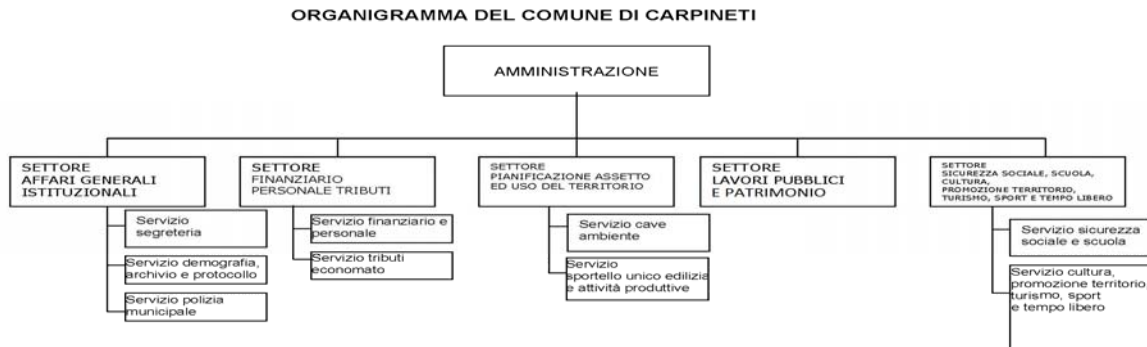 ORGANIGRAMMA DEL COMUNE DI CARPINETI
AMMINISTRAZIONE
SETTORE
AFFARI GENERALI
ISTITUZIONALI
Servizio
segreteria
Servizio demografia,
archivio e protocollo
Servizio polizia
municipale
SETTORE
FINANZIARIO
PERSONALE TRIBUTI
Servizio finanziario e
personale
Servizio tributi
economato
SETTORE
PIANIFICAZIONE ASSETTO
ED USO DEL TERRITORIO
Servizio cave
ambiente
Servizio
sportello unico edilizia
e attività produttive
SETTORE
LAVORI PUBBLICI
E PATRIMONIO
SETTORE
SICUREZZA SOCIALE, SCUOLA,
CULTURA,
PROMOZIONE TERRITORIO,
TURISMO, SPORT E TEMPO LIBERO
Servizio sicurezza
sociale e scuola
Servizio cultura,
promozione territorio,
turismo, sport
e tempo libero